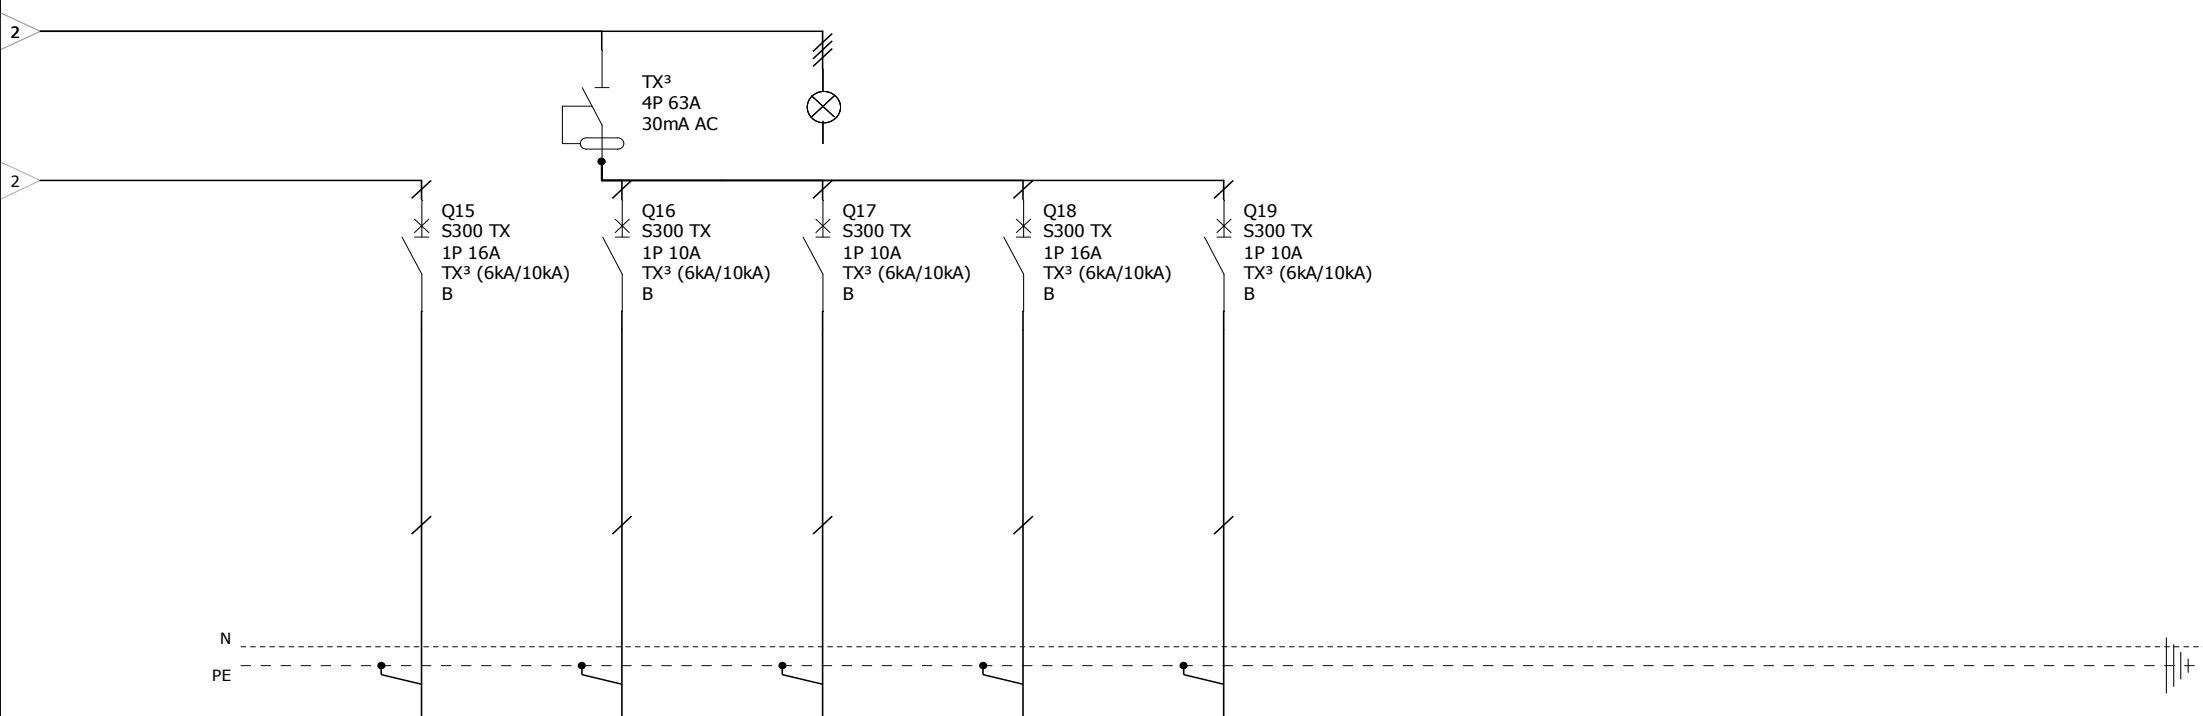 2
TX³
4P 63A
30mA AC
2
Q15
S300 TX
1P 16A
TX³ (6kA/10kA)
B
Q16
S300 TX
1P 10A
TX³ (6kA/10kA)
B
Q17
S300 TX
1P 10A
TX³ (6kA/10kA)
B
Q18
S300 TX
1P 16A
TX³ (6kA/10kA)
B
Q19
S300 TX
1P 10A
TX³ (6kA/10kA)
B
N
PE